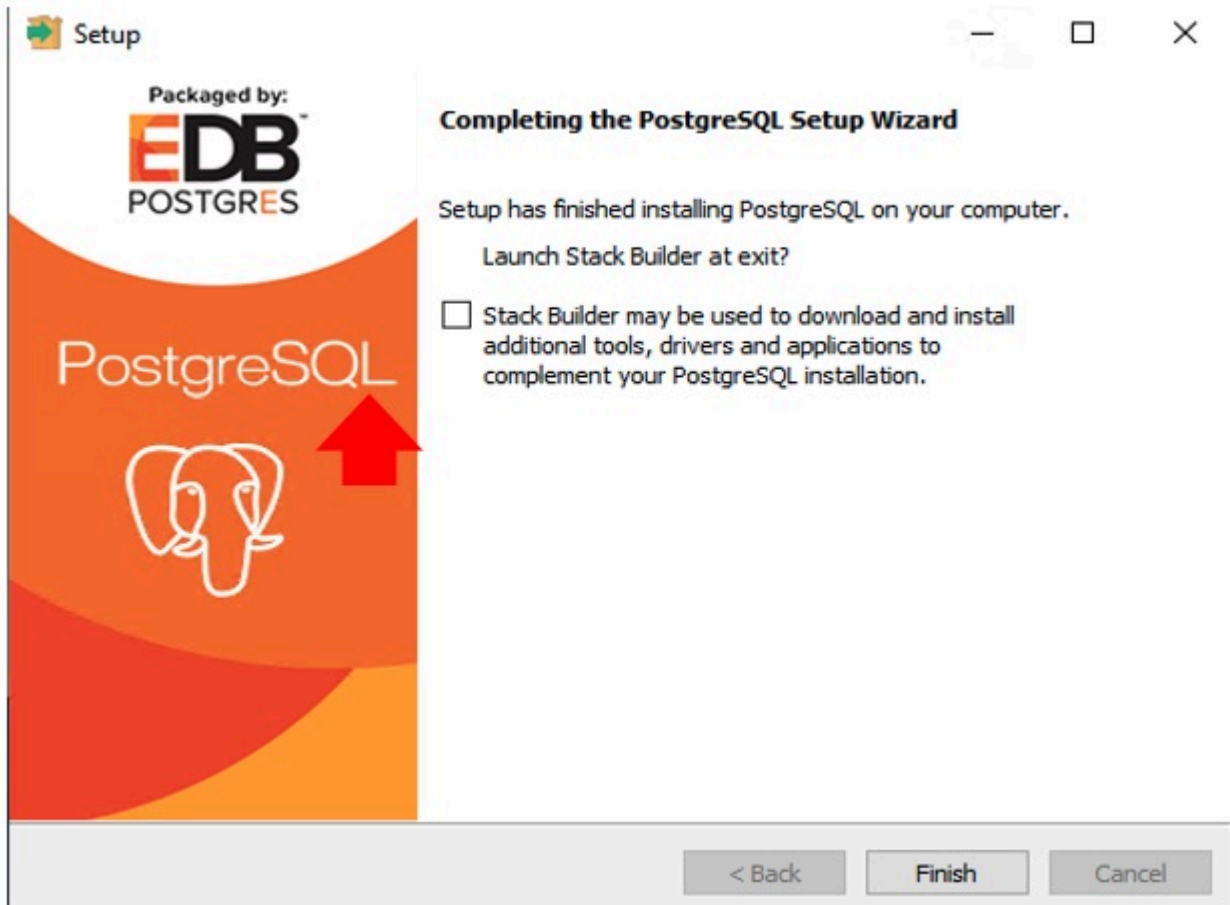 Setup
Packaged by:
EDB™
POSTGRES
PostgreSQL
Completing the PostgreSQL Setup Wizard
Setup has finished installing PostgreSQL on your computer.
Launch Stack Builder at exit?
Stack Builder may be used to download and install
additional tools, drivers and applications to
complement your PostgreSQL installation.
< Back
Finish
Cancel